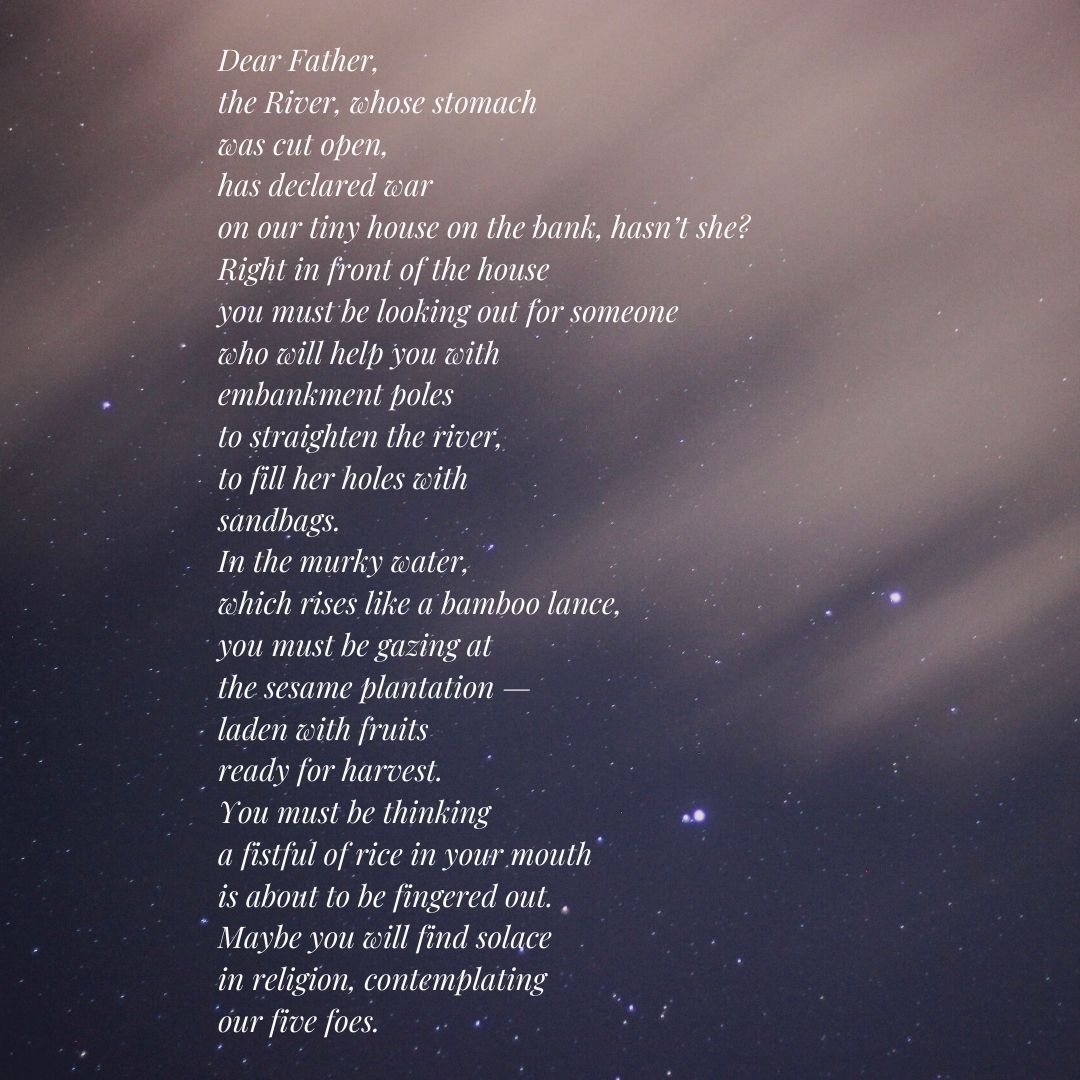 Dear Father,
the River, whose stomach
was cut open,
has declared war
on our tiny house on the bank, hasn’t she?
Right in front of the house
you must be looking out for someone
who will help you with
embankment poles
to straighten the river,
to fill her holes with
sandbags.
In the murky water,
which rises like a bamboo lance,
you must be gazing at
the sesame plantation —
laden with fruits
ready for harvest.
You must be thinking
a fistful of rice in your mouth
is about to be fingered out.
Maybe you will find solace
in religion, contemplating
our five foes.